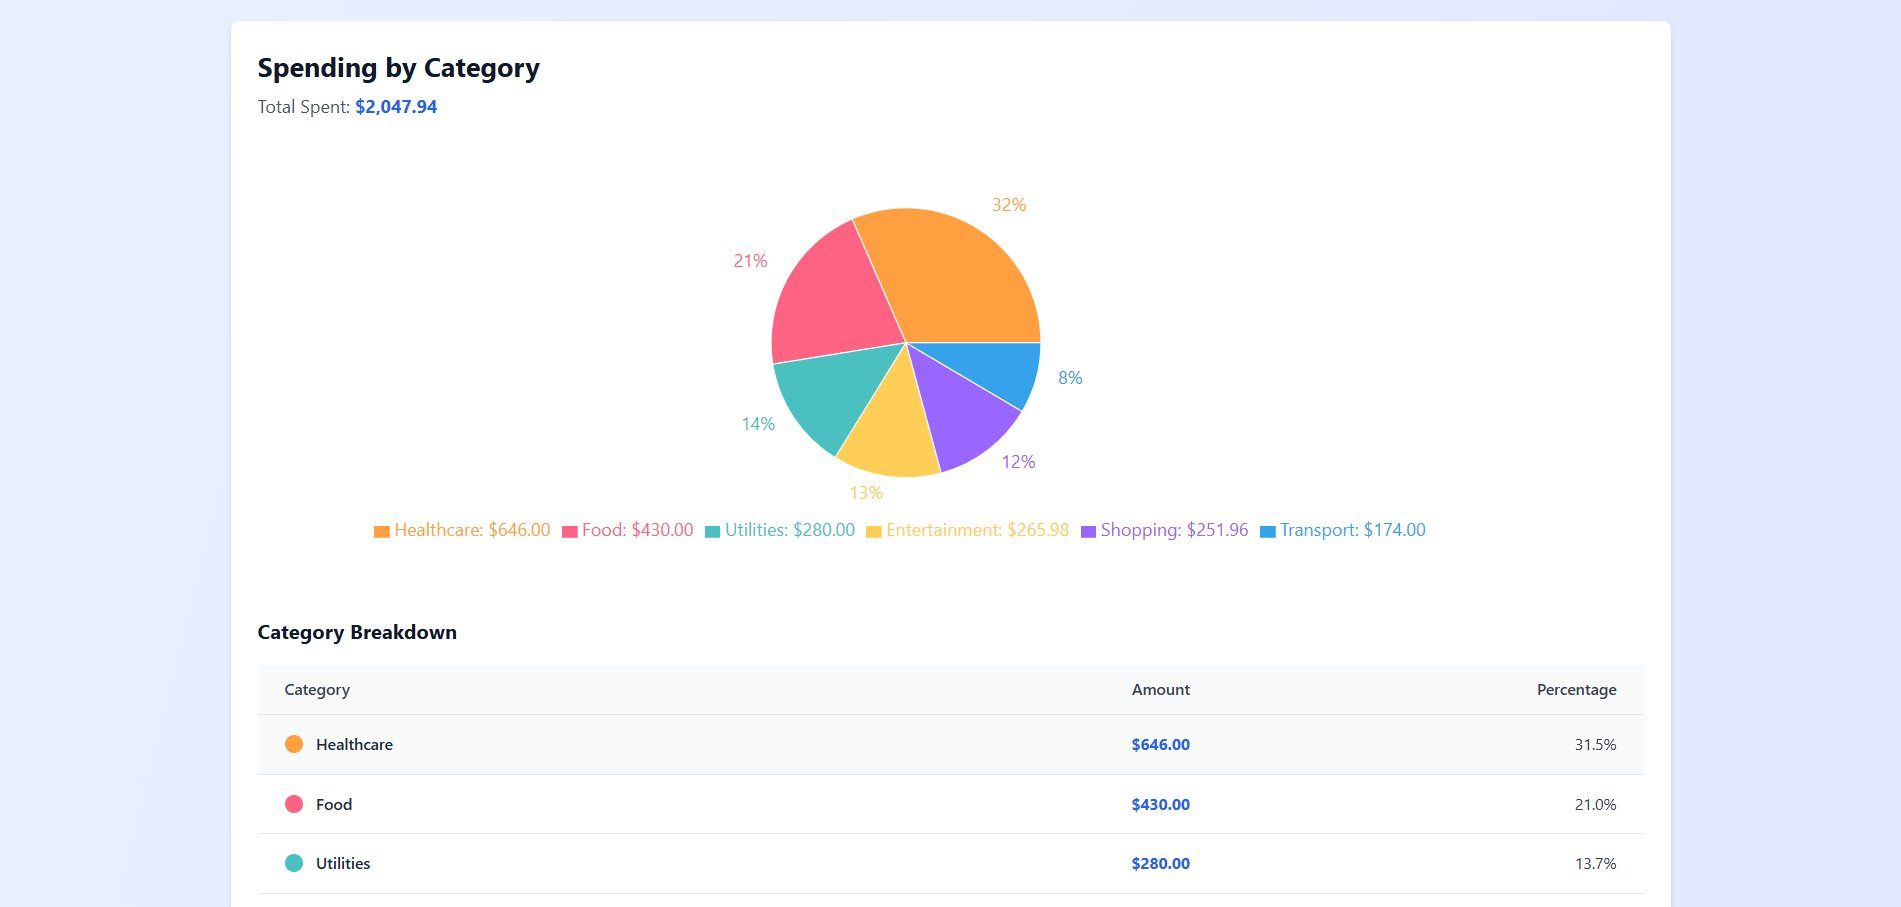 Spending by Category
Total Spent: $2,047.94
32%
21%
8%
14%
12%
13%
Healthcare: $646.00 Food: $430.00 Utilities: $280.00 Entertainment: $265.98 Shopping: $251.96 Transport: $174.00
Category Breakdown
Category Amount Percentage
Healthcare $646.00 31.5%
Food $430.00 21.0%
Utilities $280.00 13.7%